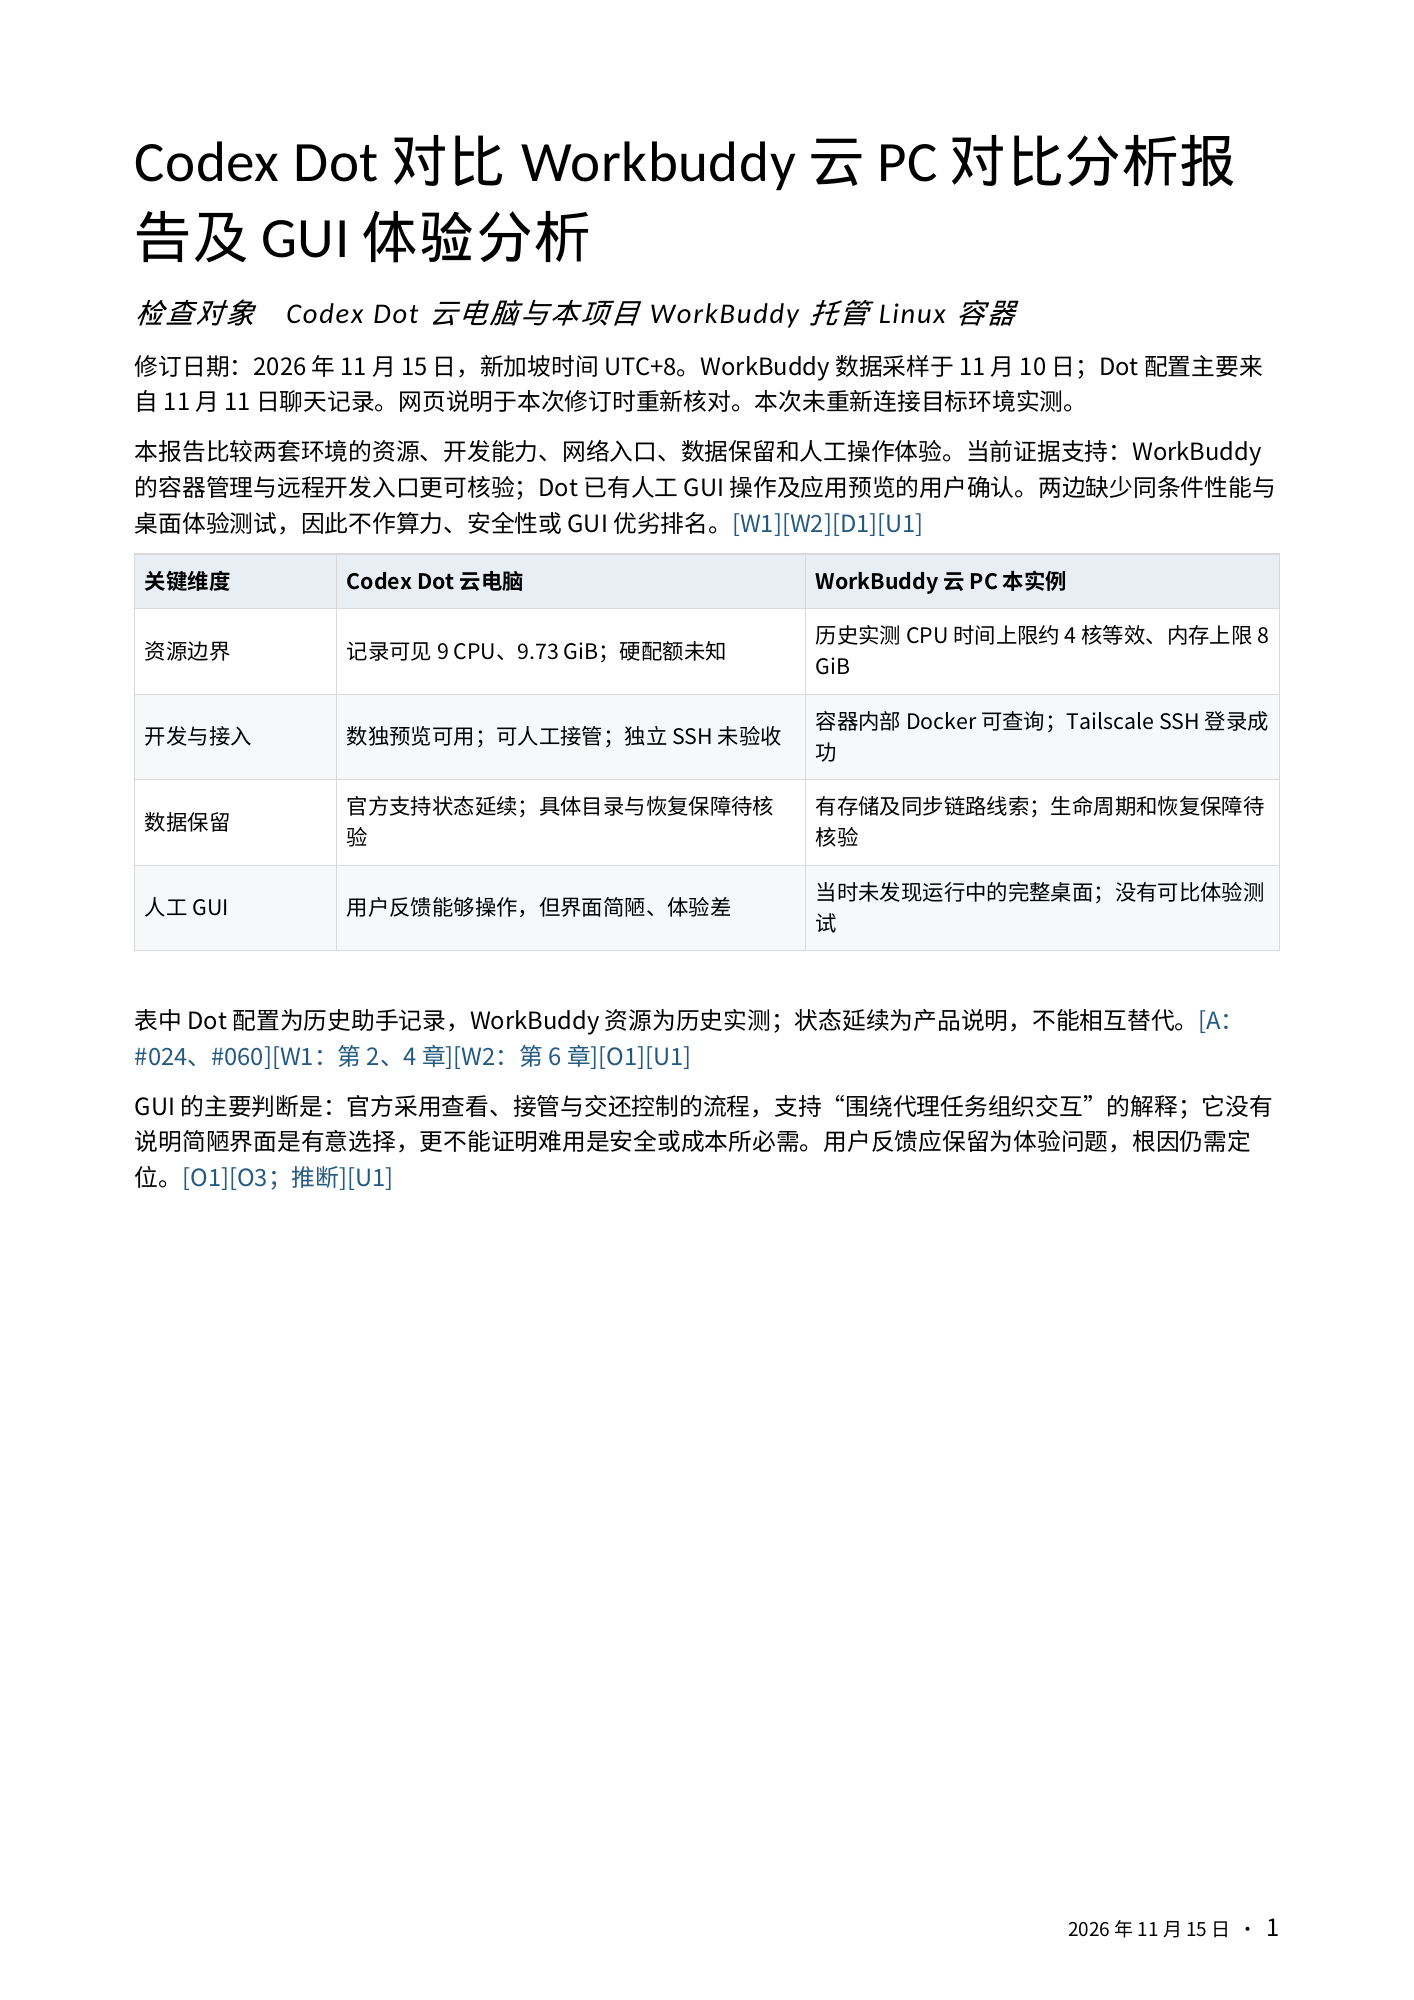 Codex Dot 对比 Workbuddy 云 PC 对比分析报
告及 GUI 体验分析
检查对象　Codex Dot 云电脑与本项目 WorkBuddy 托管 Linux 容器
修订日期：2026 年 11 月 15 日，新加坡时间 UTC+8。WorkBuddy 数据采样于 11 月 10 日；Dot 配置主要来
自 11 月 11 日聊天记录。网页说明于本次修订时重新核对。本次未重新连接目标环境实测。
本报告比较两套环境的资源、开发能力、网络入口、数据保留和人工操作体验。当前证据支持：WorkBuddy
的容器管理与远程开发入口更可核验；Dot 已有人工 GUI 操作及应用预览的用户确认。两边缺少同条件性能与
桌面体验测试，因此不作算力、安全性或 GUI 优劣排名。[W1][W2][D1][U1]
关键维度 Codex Dot 云电脑 WorkBuddy 云 PC 本实例
资源边界 记录可见 9 CPU、9.73 GiB；硬配额未知 历史实测 CPU 时间上限约 4 核等效、内存上限 8
GiB
开发与接入 数独预览可用；可人工接管；独立 SSH 未验收 容器内部 Docker 可查询；Tailscale SSH 登录成
功
数据保留 官方支持状态延续；具体目录与恢复保障待核
验 有存储及同步链路线索；生命周期和恢复保障待
核验
人工 GUI 用户反馈能够操作，但界面简陋、体验差 当时未发现运行中的完整桌面；没有可比体验测
试
表中 Dot 配置为历史助手记录，WorkBuddy 资源为历史实测；状态延续为产品说明，不能相互替代。[A：
#024、#060][W1：第 2、4 章][W2：第 6 章][O1][U1]
GUI 的主要判断是：官方采用查看、接管与交还控制的流程，支持“围绕代理任务组织交互”的解释；它没有
说明简陋界面是有意选择，更不能证明难用是安全或成本所必需。用户反馈应保留为体验问题，根因仍需定
位。[O1][O3；推断][U1]
2026 年 11 月 15 日 · 1